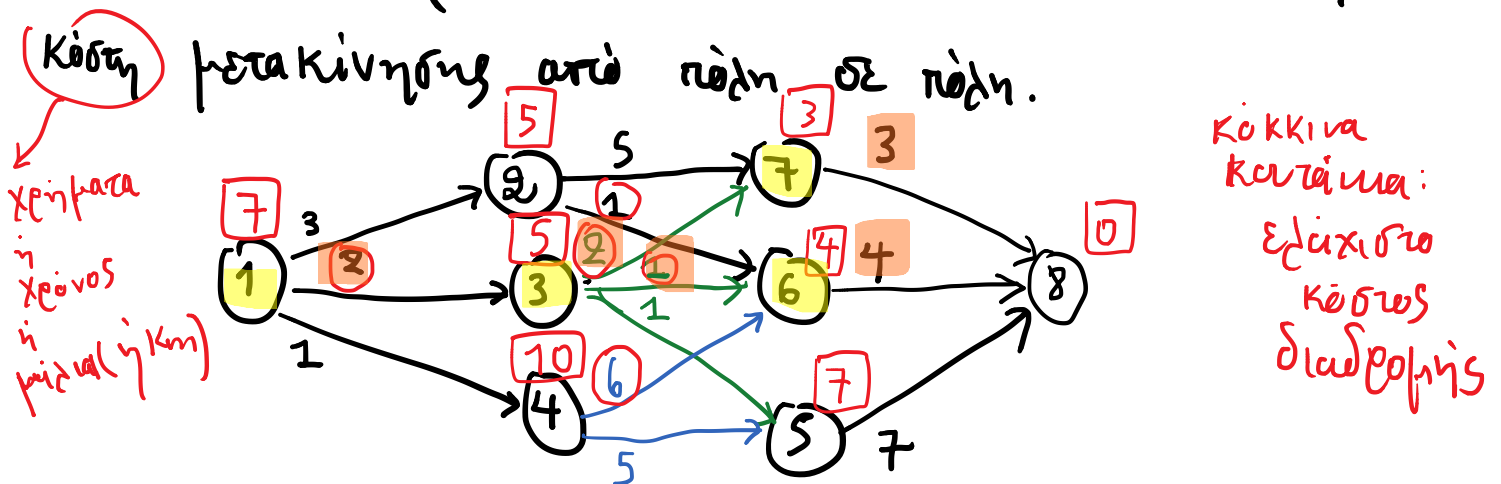 κόστη μετακίνησης από πόλη σε πόλη.
χρήματα
ή
χρόνος
ή
μίλια (ή km)
κόκκινα
κουτάκια:
ελάχιστο
κόστος
διαδρομής
5 3 3
2 5 7
7 3 1
5 2 1 4 4 0
1 2 3 1 6 8
1 10 6 7
4 5 7
5